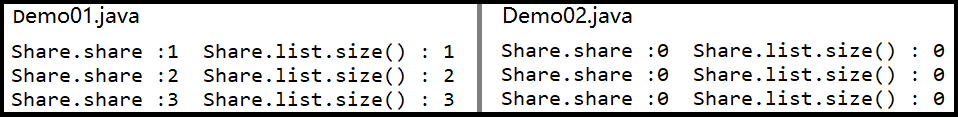 Demo01.java
Share.share :1  Share.list.size() : 1
Share.share :2  Share.list.size() : 2
Share.share :3  Share.list.size() : 3
Demo02.java
Share.share :0  Share.list.size() : 0
Share.share :0  Share.list.size() : 0
Share.share :0  Share.list.size() : 0